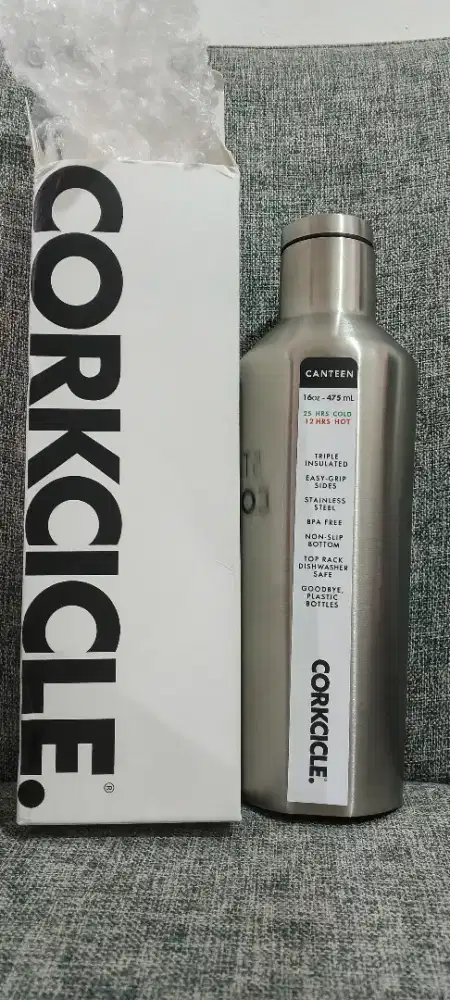 CORKCICLE.
®
CANTEEN
16oz - 475 mL
25 HRS COLD
12 HRS HOT
TRIPLE
INSULATED
EASY-GRIP
SIDES
STAINLESS
STEEL
BPA FREE
NON-SLIP
BOTTOM
TOP RACK
DISHWASHER
SAFE
GOODBYE,
PLASTIC
BOTTLES
CORKCICLE.